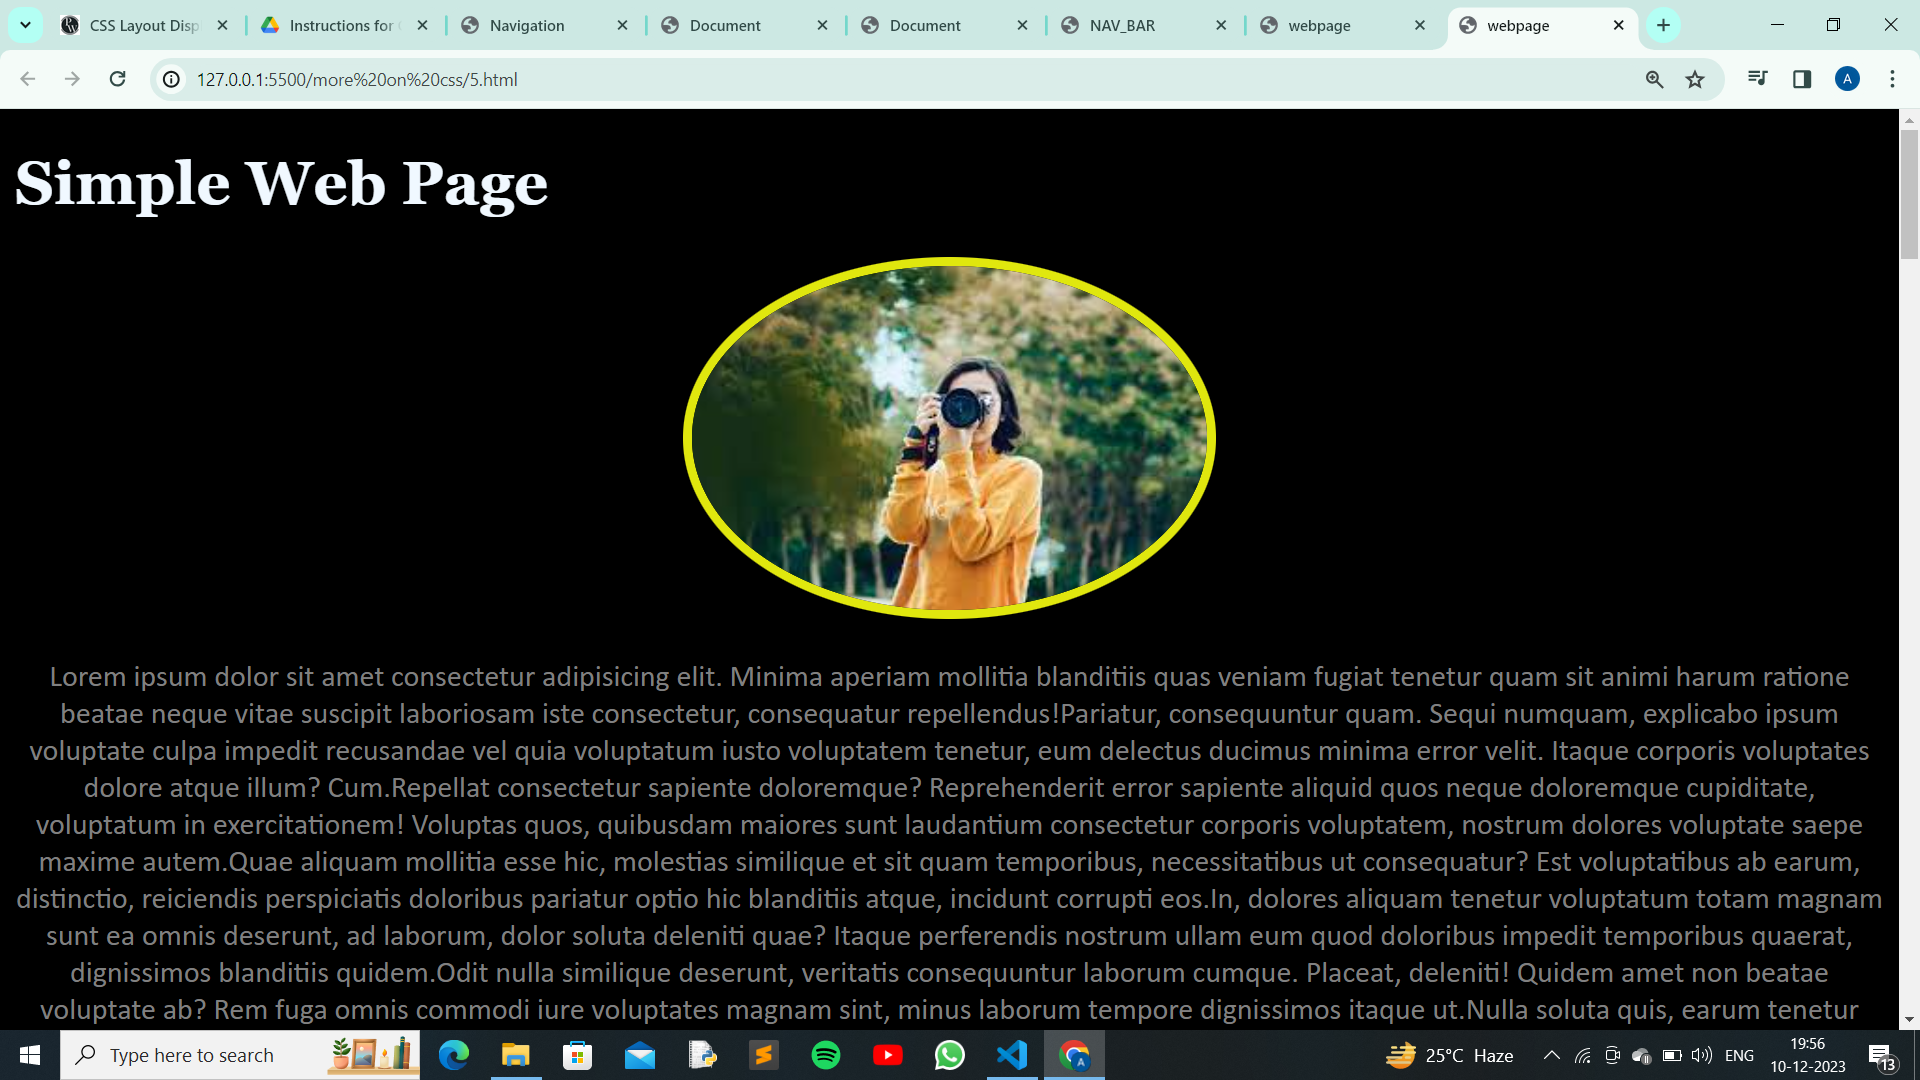 CSS Layout Disp
Instructions for
Navigation
Document
Document
NAV_BAR
webpage
webpage
127.0.0.1:5500/more%20on%20css/5.html
A
Simple Web Page
Lorem ipsum dolor sit amet consectetur adipisicing elit. Minima aperiam mollitia blanditiis quas veniam fugiat tenetur quam sit animi harum ratione
beatae neque vitae suscipit laboriosam iste consectetur, consequatur repellendus!Pariatur, consequuntur quam. Sequi numquam, explicabo ipsum
voluptate culpa impedit recusandae vel quia voluptatum iusto voluptatem tenetur, eum delectus ducimus minima error velit. Itaque corporis voluptates
dolore atque illum? Cum.Repellat consectetur sapiente doloremque? Reprehenderit error sapiente aliquid quos neque doloremque cupiditate,
voluptatum in exercitationem! Voluptas quos, quibusdam maiores sunt laudantium consectetur corporis voluptatem, nostrum dolores voluptate saepe
maxime autem.Quae aliquam mollitia esse hic, molestias similique et sit quam temporibus, necessitatibus ut consequatur? Est voluptatibus ab earum,
distinctio, reiciendis perspiciatis doloribus pariatur optio hic blanditiis atque, incidunt corrupti eos.In, dolores aliquam tenetur voluptatum totam magnam
sunt ea omnis deserunt, ad laborum, dolor soluta deleniti quae? Itaque perferendis nostrum ullam eum quod doloribus impedit temporibus quaerat,
dignissimos blanditiis quidem.Odit nulla similique deserunt, veritatis consequuntur laborum cumque. Placeat, deleniti! Quidem amet non beatae
voluptate ab? Rem fuga omnis commodi iure voluptates magnam sint, minus laborum tempore dignissimos itaque ut.Nulla soluta quis, earum tenetur
Type here to search
25°C Haze
ENG
19:56
10-12-2023
13